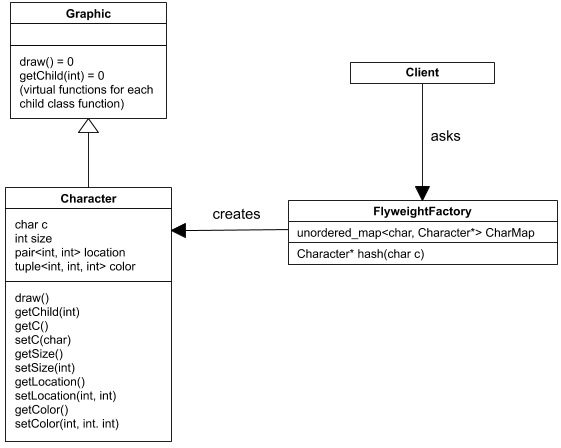 Graphic
draw() = 0
getChild(int) = 0
(virtual functions for each
child class function)
Client
asks
Character
char c
int size
pair<int, int> location
tuple<int, int, int> color
draw()
getChild(int)
getC()
setC(char)
getSize()
setSize(int)
getLocation()
setLocation(int, int)
getColor()
setColor(int, int. int)
creates
FlyweightFactory
unordered_map<char, Character*> CharMap
Character* hash(char c)